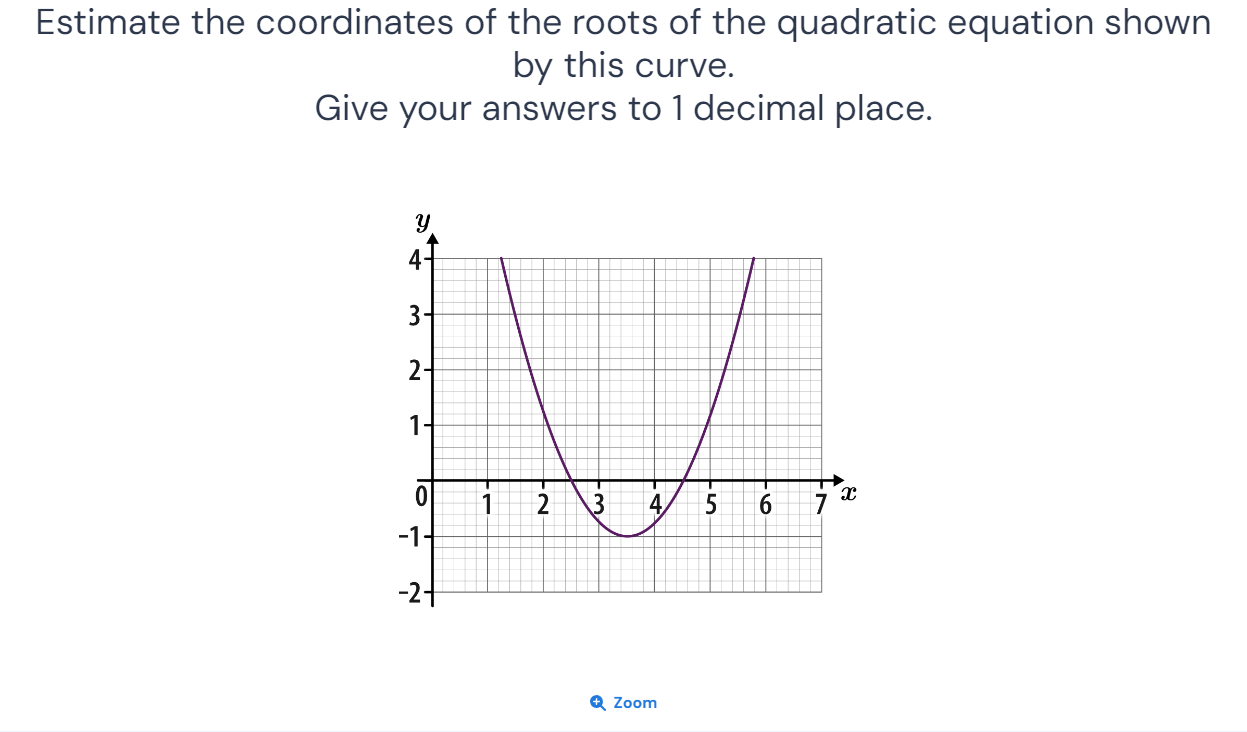 Estimate the coordinates of the roots of the quadratic equation shown
by this curve.
Give your answers to 1 decimal place.
y
4
3
2
1
0
1 2 3 4 5 6 7 x
-1
-2
Zoom